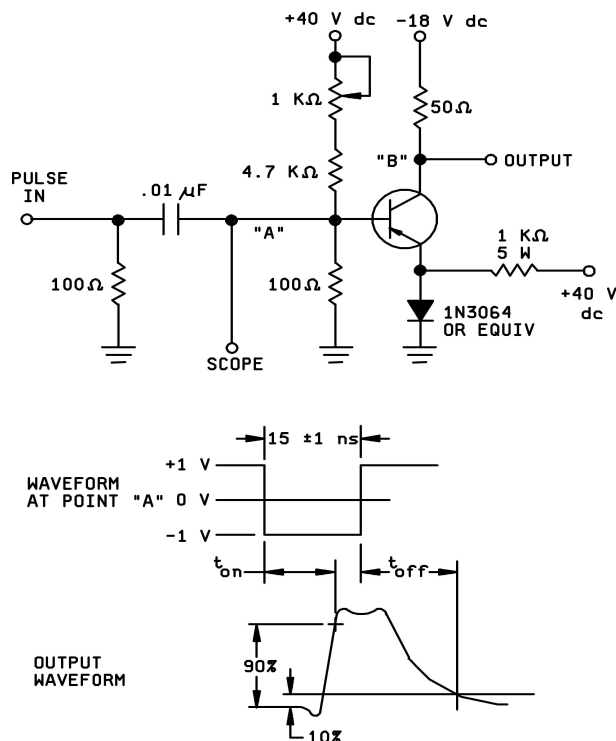 +40 V dc
-18 V dc
1 KΩ
50Ω
4.7 KΩ
"B"
OUTPUT
PULSE
IN
.01 μF
"A"
1 KΩ
5 W
100Ω
100Ω
+40 V
dc
1N3064
OR EQUIV
SCOPE
15 ±1 ns
+1 V
WAVEFORM
AT POINT "A" 0 V
-1 V
ton
toff
90%
OUTPUT
WAVEFORM
10%